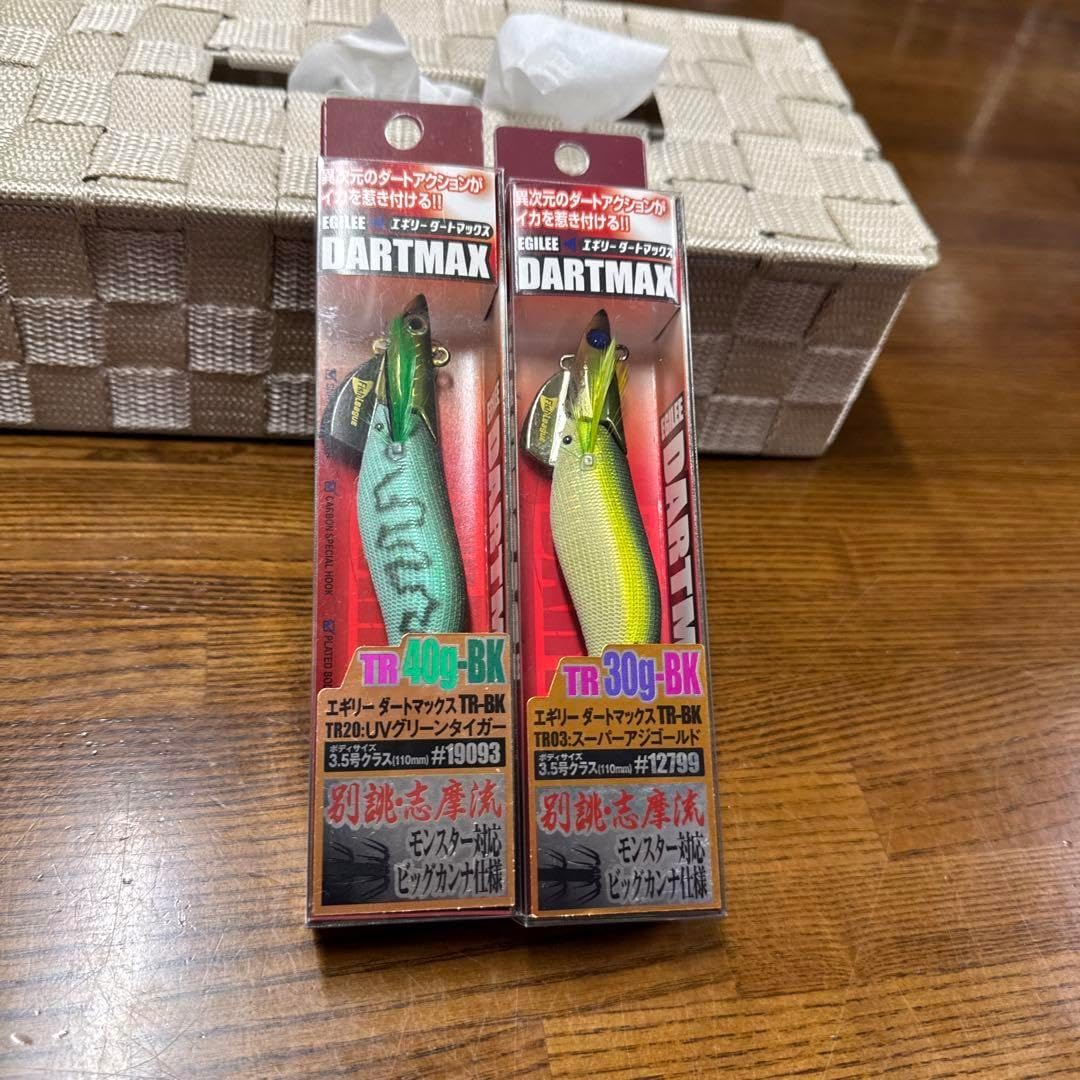 異次元のダートアクションが
イカを惹き付ける!!
EGILEE エギリー ダートマックス
DARTMAX
FishLeague
CARBON SPECIAL HOOK
PLATED
TR 40g-BK
エギリー ダートマックス TR-BK
TR20:UVグリーンタイガー
ボディサイズ
3.5号クラス(110mm) #19093
別誂・志摩流
モンスター対応
ビッグカンナ仕様
異次元のダートアクションが
イカを惹き付ける!!
EGILEE エギリー ダートマックス
DARTMAX
FishLeague
EGILEE
DARTM
TR 30g-BK
エギリー ダートマックス TR-BK
TR03:スーパーアジゴールド
ボディサイズ
3.5号クラス(110mm) #12799
別誂・志摩流
モンスター対応
ビッグカンナ仕様